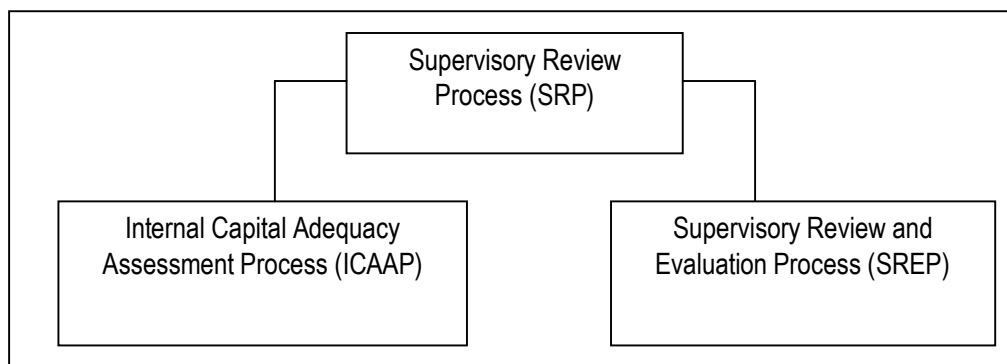 Supervisory Review
Process (SRP)
Internal Capital Adequacy
Assessment Process (ICAAP)
Supervisory Review and
Evaluation Process (SREP)